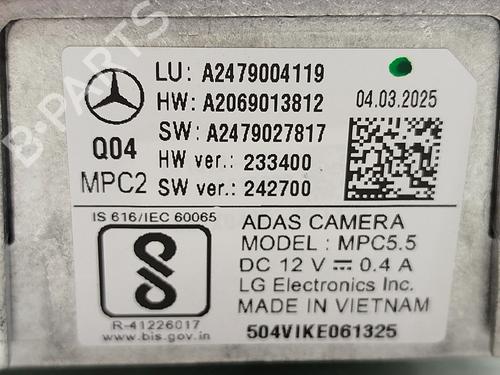 LU: A2479004119
HW: A2069013812
04.03.2025
SW: A2479027817
Q04
HW ver.: 233400
MPC2
SW ver.: 242700
IS 616/IEC 60065
ADAS CAMERA
MODEL : MPC5.5
DC 12 V ⎓ 0.4 A
LG Electronics Inc.
MADE IN VIETNAM
R-41226017
www.bis.gov.in
504VIKE061325
B-PARTS